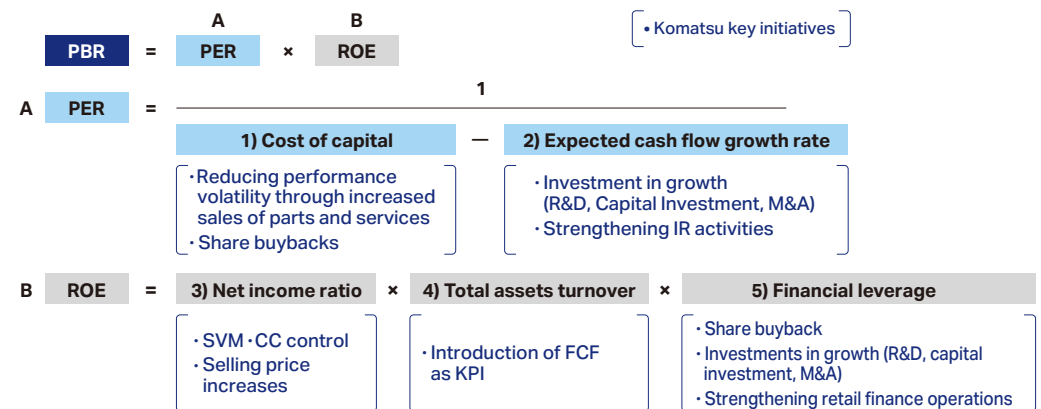 A B
PBR = PER × ROE
• Komatsu key initiatives
1
A PER =
1) Cost of capital — 2) Expected cash flow growth rate
・Reducing performance
volatility through increased
sales of parts and services
・Share buybacks
・Investment in growth
(R&D, Capital Investment, M&A)
・Strengthening IR activities
B ROE = 3) Net income ratio × 4) Total assets turnover × 5) Financial leverage
・SVM・CC control
・Selling price
increases
・Introduction of FCF
as KPI
・Share buyback
・Investments in growth (R&D, capital
investment, M&A)
・Strengthening retail finance operations